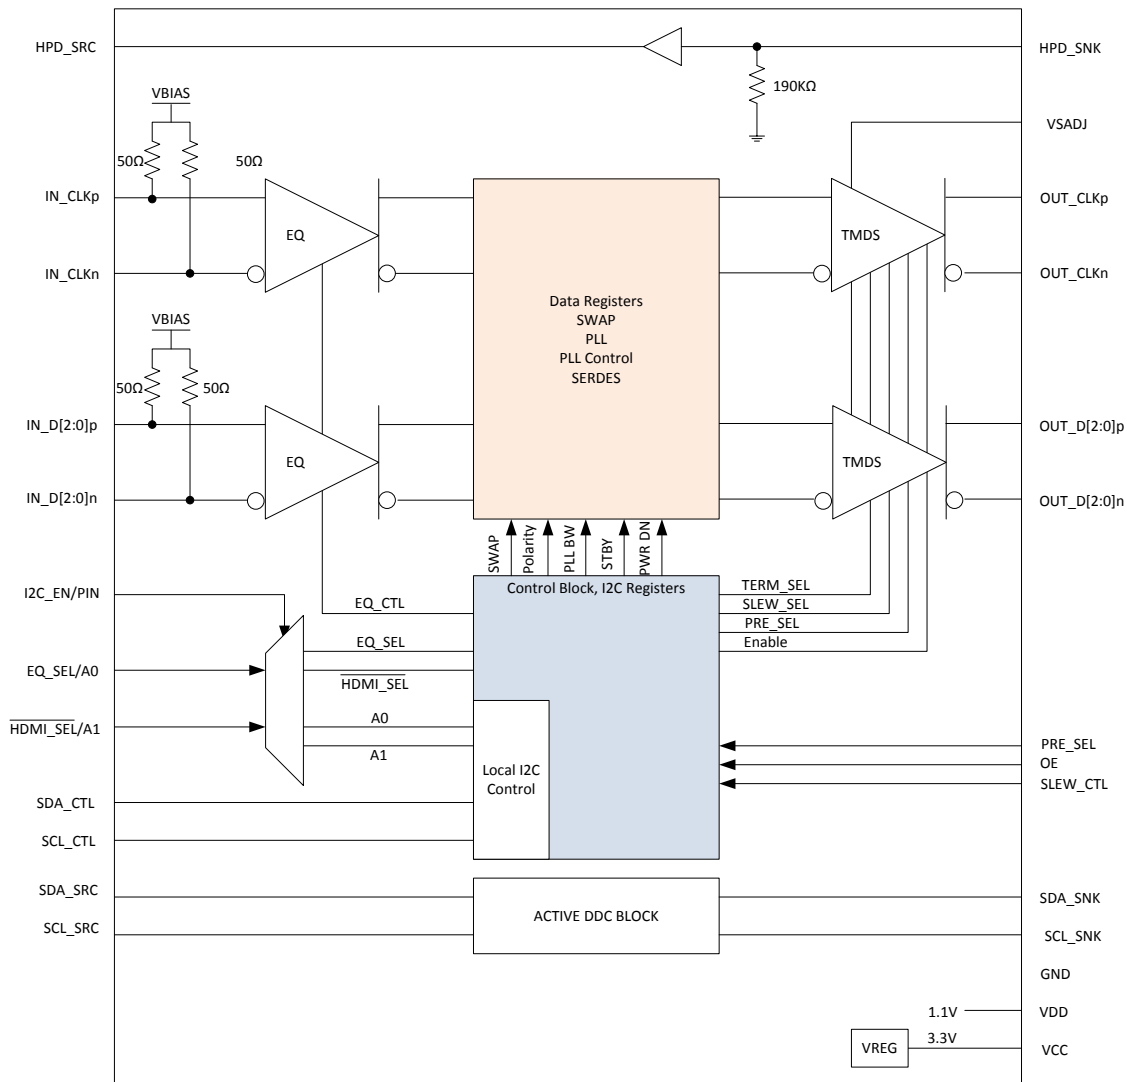 HPD_SRC
HPD_SNK
190KΩ
VBIAS
VSADJ
50Ω
50Ω
IN_CLKp
OUT_CLKp
EQ
TMDS
IN_CLKn
OUT_CLKn
Data Registers
SWAP
PLL
PLL Control
SERDES
VBIAS
50Ω
50Ω
IN_D[2:0]p
OUT_D[2:0]p
EQ
TMDS
IN_D[2:0]n
OUT_D[2:0]n
SWAP
Polarity
PLL BW
STBY
PWR DN
I2C_EN/PIN
Control Block, I2C Registers
TERM_SEL
EQ_CTL
SLEW_SEL
PRE_SEL
EQ_SEL
Enable
EQ_SEL/A0
HDMI_SEL
HDMI_SEL/A1
A0
A1
PRE_SEL
OE
SLEW_CTL
Local I2C
Control
SDA_CTL
SCL_CTL
SDA_SRC
SDA_SNK
ACTIVE DDC BLOCK
SCL_SRC
SCL_SNK
GND
1.1V
VDD
3.3V
VREG
VCC